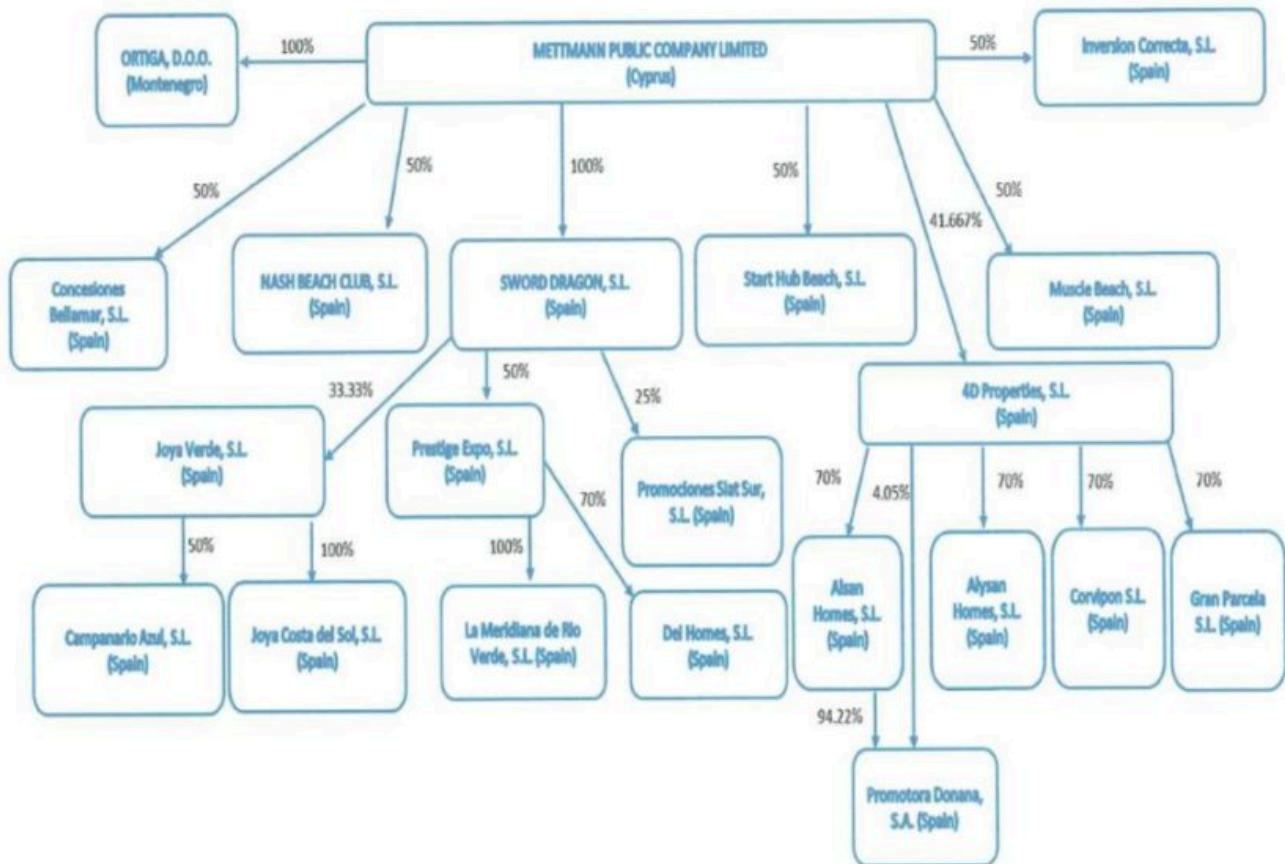 ORTIGA, D.O.O.
(Montenegro)
100%
METTMANN PUBLIC COMPANY LIMITED
(Cyprus)
50%
Inversion Correcta, S.L.
(Spain)
50%
50%
100%
50%
41.667%
50%
Concesiones
Bellamar, S.L.
(Spain)
NASH BEACH CLUB, S.L.
(Spain)
SWORD DRAGON, S.L.
(Spain)
Start Hub Beach, S.L.
(Spain)
Muscle Beach, S.L.
(Spain)
33.33%
50%
25%
4D Properties, S.L.
(Spain)
Joya Verde, S.L.
(Spain)
Prestige Expo, S.L.
(Spain)
Promociones Siat Sur,
S.L. (Spain)
50%
100%
100%
70%
70%
4.05%
70%
70%
70%
Campanario Azul, S.L.
(Spain)
Joya Costa del Sol, S.L.
(Spain)
La Meridiana de Rio
Verde, S.L. (Spain)
Dei Homes, S.L.
(Spain)
Alsan
Homes, S.L.
(Spain)
Alysan
Homes, S.L.
(Spain)
Corvipon S.L.
(Spain)
Gran Parcela
S.L. (Spain)
94.22%
Promotora Donana,
S.A. (Spain)